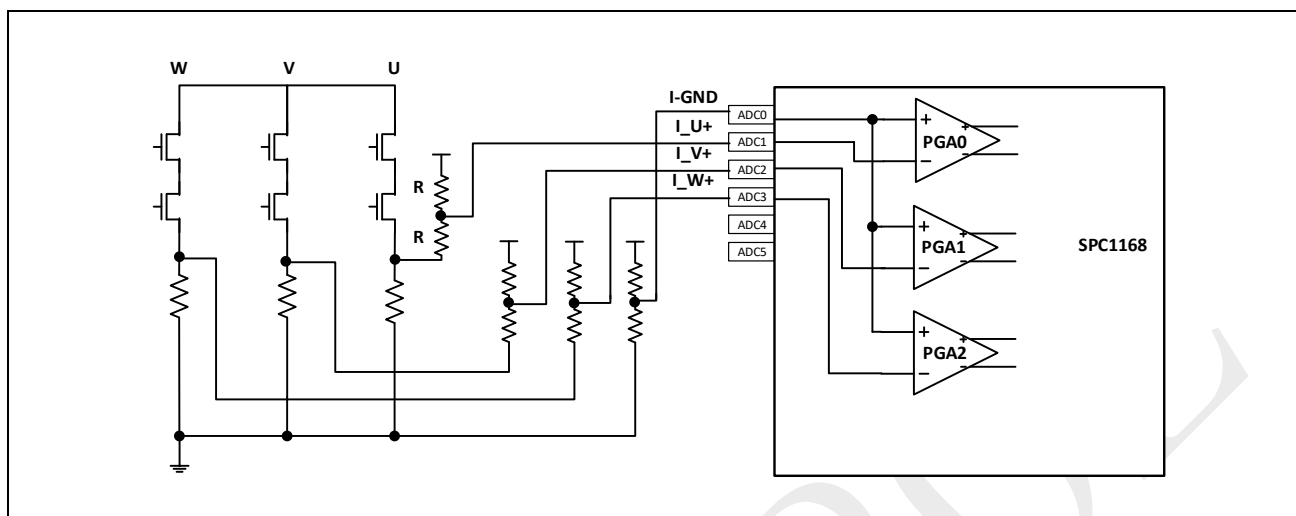 W V U
I-GND
ADC0
I_U+
ADC1
I_V+
ADC2
I_W+
ADC3
ADC4
ADC5
R
R
+
+
PGA0
-
-
+
+
PGA1
-
-
SPC1168
+
+
PGA2
-
-